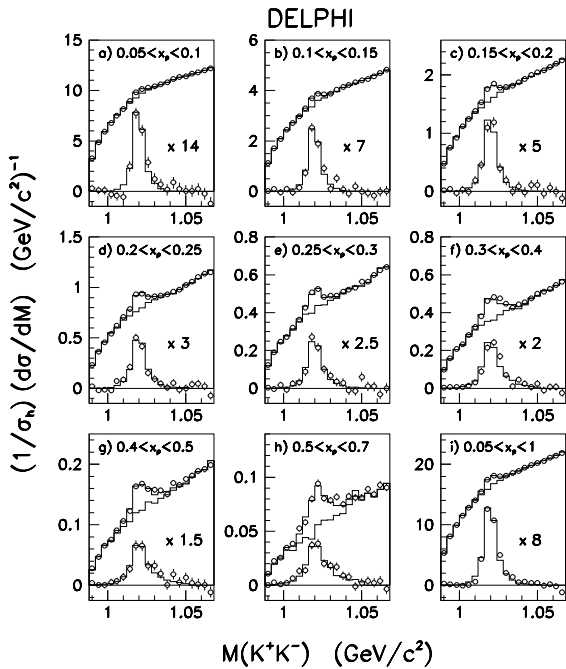 DELPHI
(1/σₕ) (dσ/dM) (GeV/c²)⁻¹
a) 0.05<xₚ<0.1
15
10
5
0
x 14
1
1.05
b) 0.1<xₚ<0.15
6
4
2
0
x 7
1
1.05
c) 0.15<xₚ<0.2
2
1
0
x 5
1
1.05
d) 0.2<xₚ<0.25
1.5
1
0.5
0
x 3
1
1.05
e) 0.25<xₚ<0.3
0.8
0.6
0.4
0.2
0
x 2.5
1
1.05
f) 0.3<xₚ<0.4
0.8
0.6
0.4
0.2
0
x 2
1
1.05
g) 0.4<xₚ<0.5
0.2
0.1
0
x 1.5
1
1.05
h) 0.5<xₚ<0.7
0.1
0.05
0
1
1.05
i) 0.05<xₚ<1
20
10
0
x 8
1
1.05
M(K⁺K⁻) (GeV/c²)